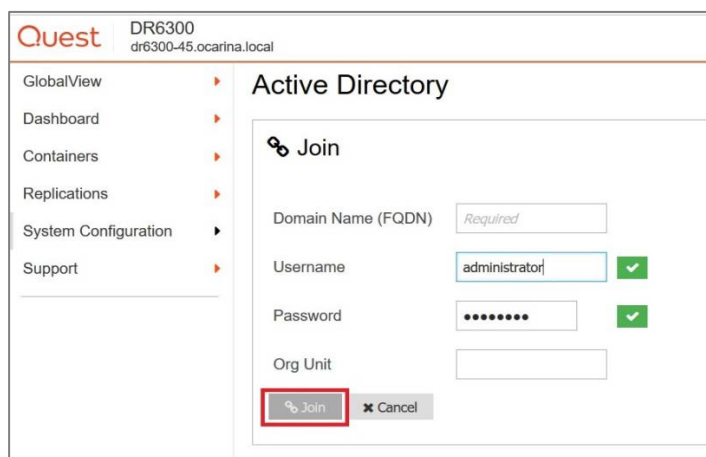 Quest
DR6300
dr6300-45.ocarina.local
GlobalView
Dashboard
Containers
Replications
System Configuration
Support
Active Directory
Join
Domain Name (FQDN) Required
Username administrator
Password ••••••••
Org Unit
Join Cancel